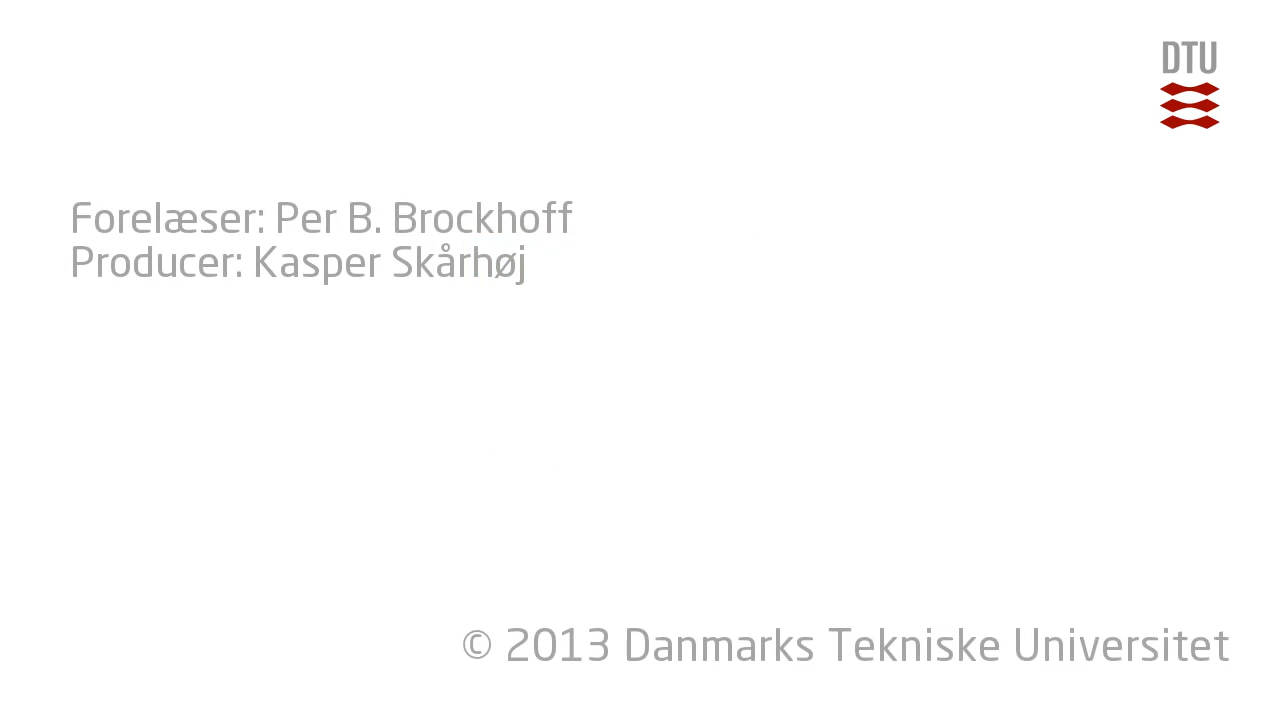 DTU
Forelæser: Per B. Brockhoff
Producer: Kasper Skårhøj
© 2013 Danmarks Tekniske Universitet